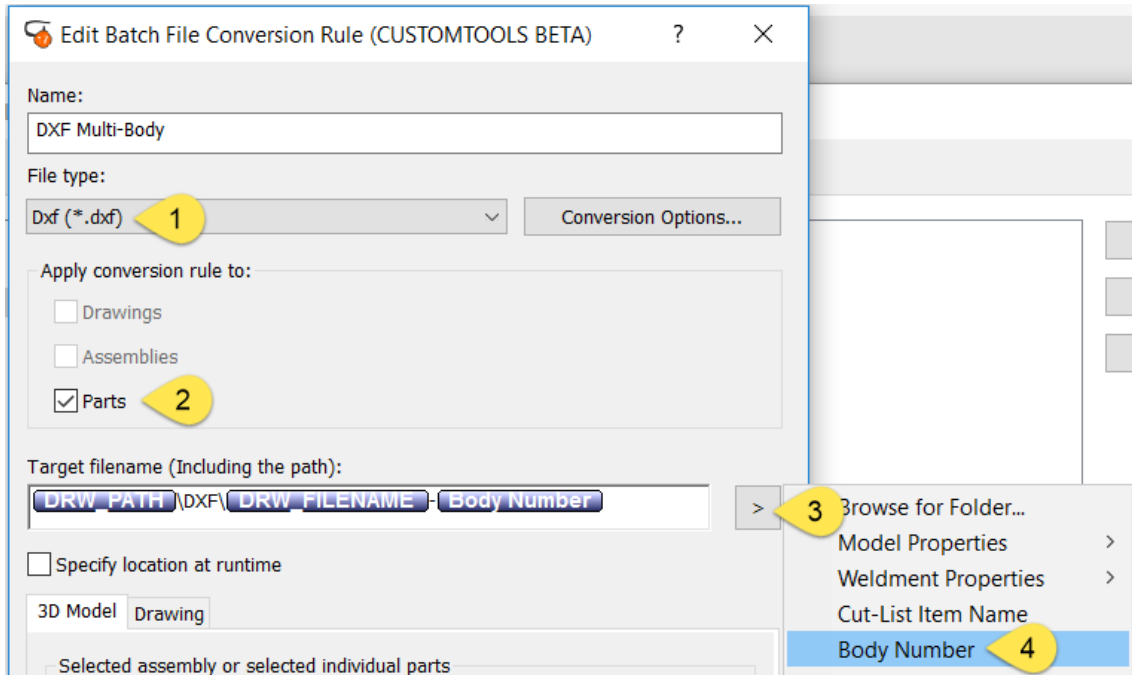 Edit Batch File Conversion Rule (CUSTOMTOOLS BETA) ?
Name:
DXF Multi-Body
File type:
Dxf (*.dxf) 1 Conversion Options...
Apply conversion rule to:
Drawings
Assemblies
Parts 2
Target filename (Including the path):
DRW_PATH\DXF\DRW_FILENAME-Body Number > 3
Specify location at runtime
3D Model Drawing
Selected assembly or selected individual parts
Browse for Folder...
Model Properties >
Weldment Properties >
Cut-List Item Name
Body Number 4